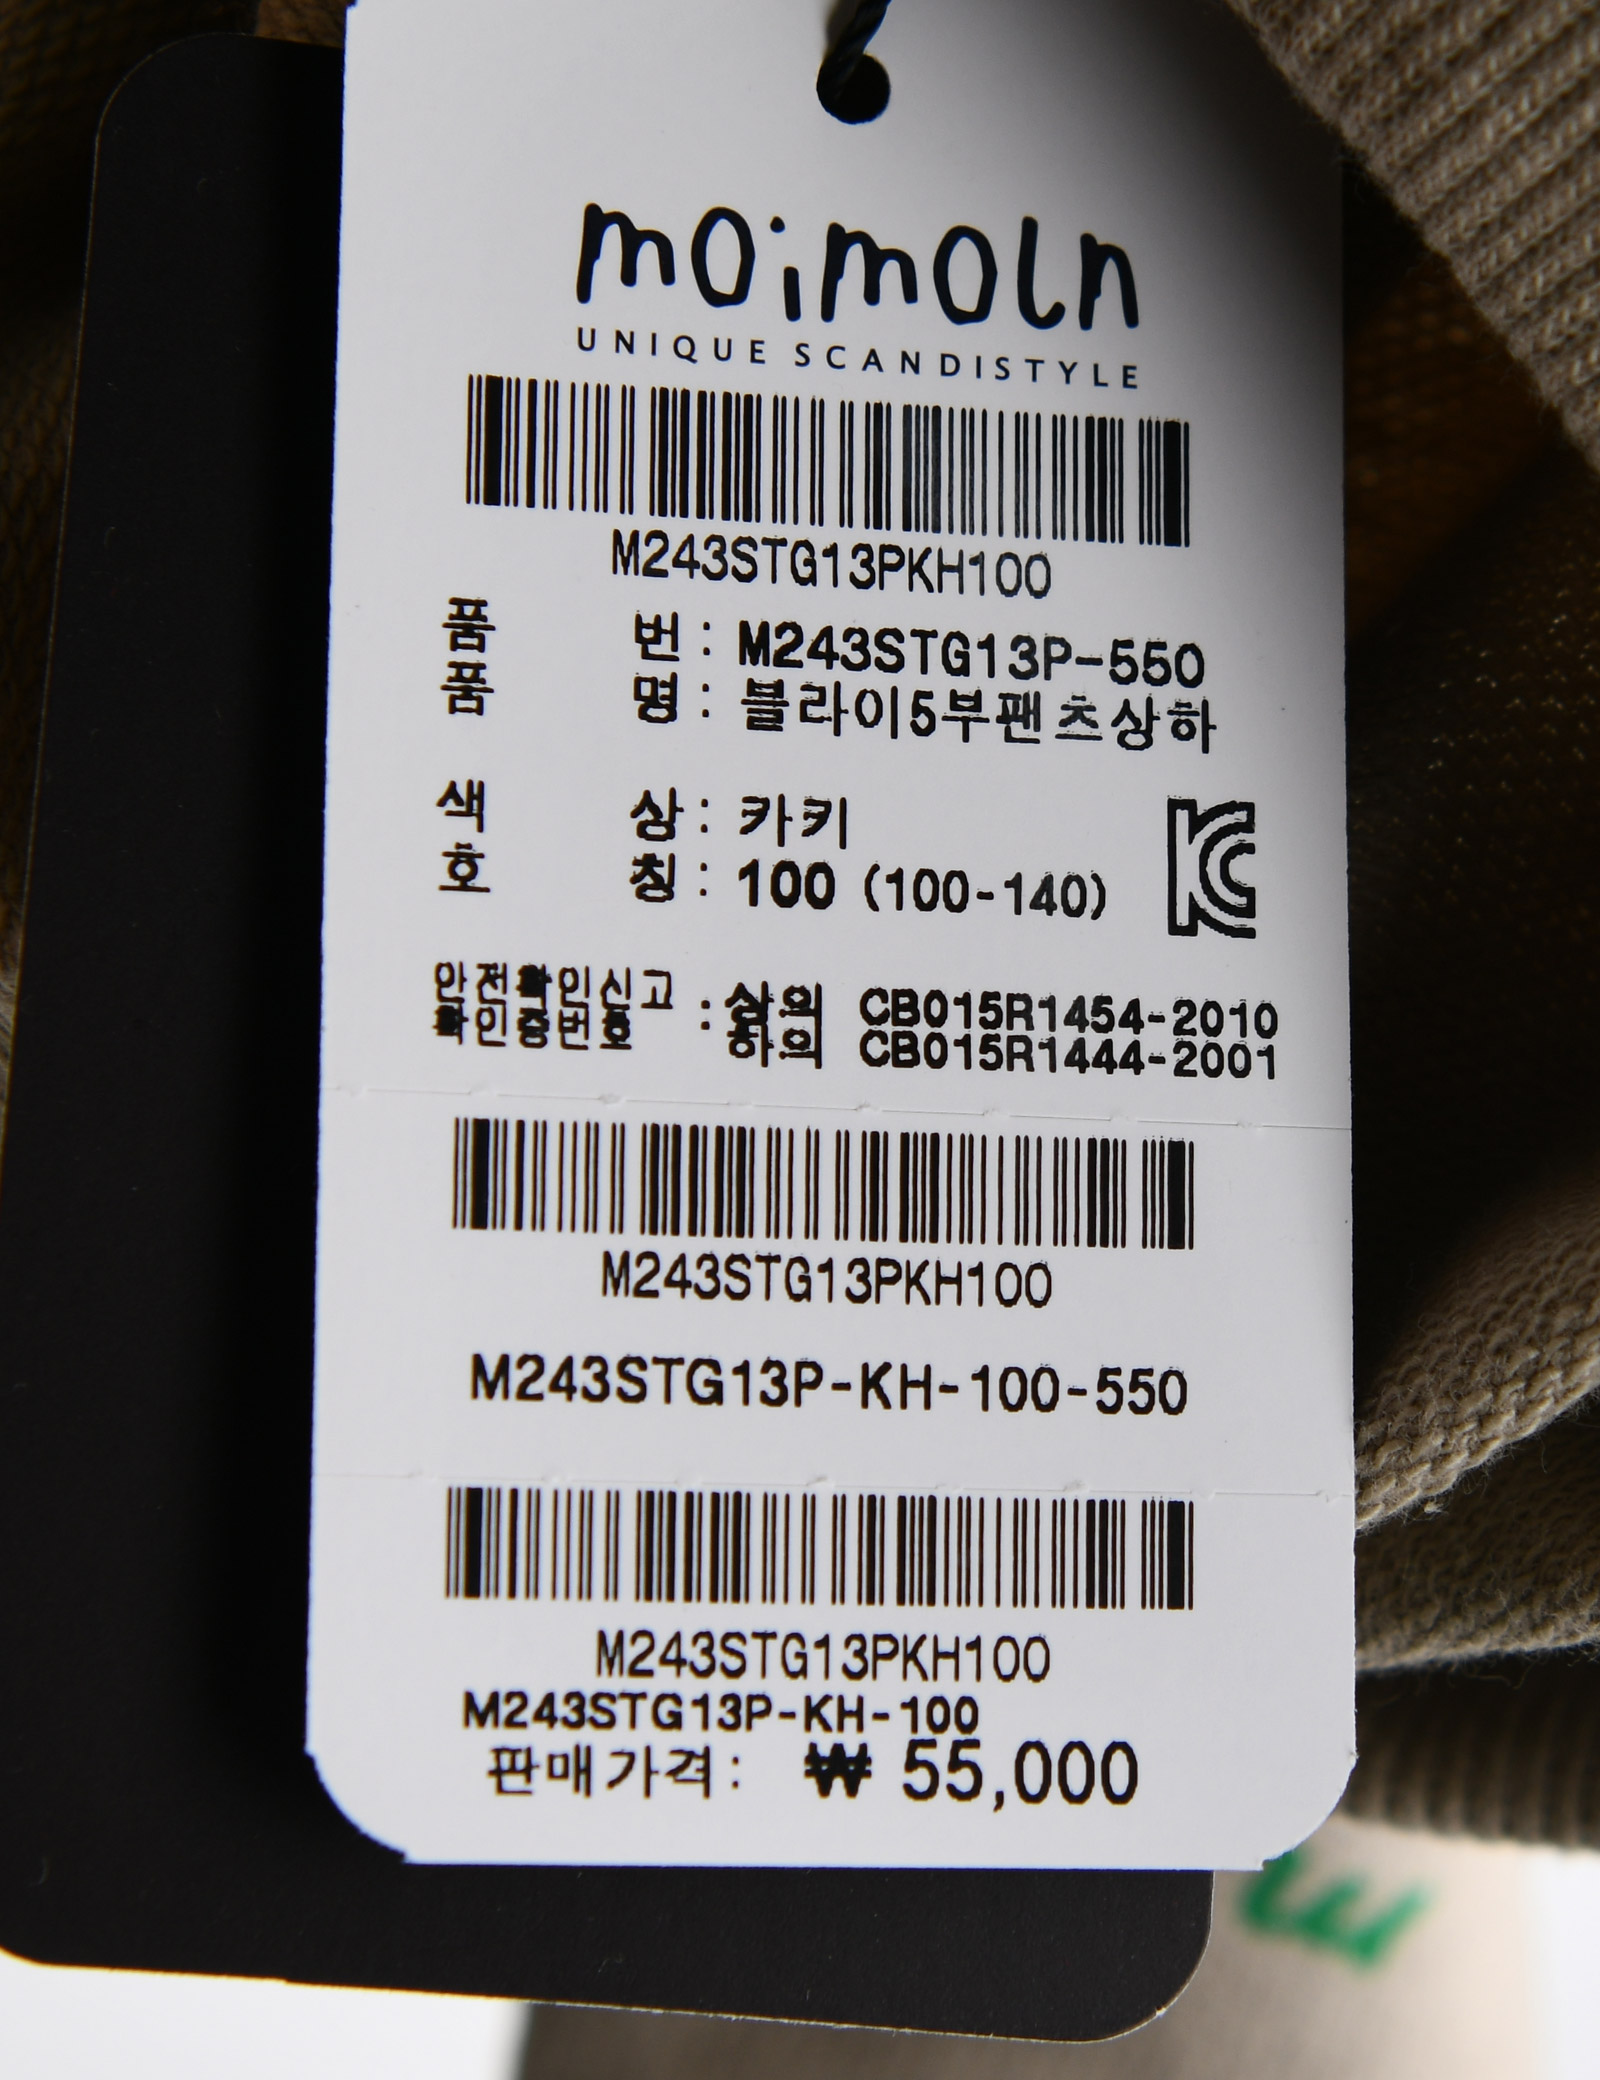 moimoln
UNIQUE SCANDISTYLE
M243STG13PKH100
품 번 : M243STG13P-550
품 명 : 블라이5부팬츠상하
색 상 : 카키
호 칭 : 100 (100-140)
KC
안전확인신고 : 상의 CB015R1454-2010
확인증번호 : 하의 CB015R1444-2001
M243STG13PKH100
M243STG13P-KH-100-550
M243STG13PKH100
M243STG13P-KH-100
판매가격: ₩ 55,000